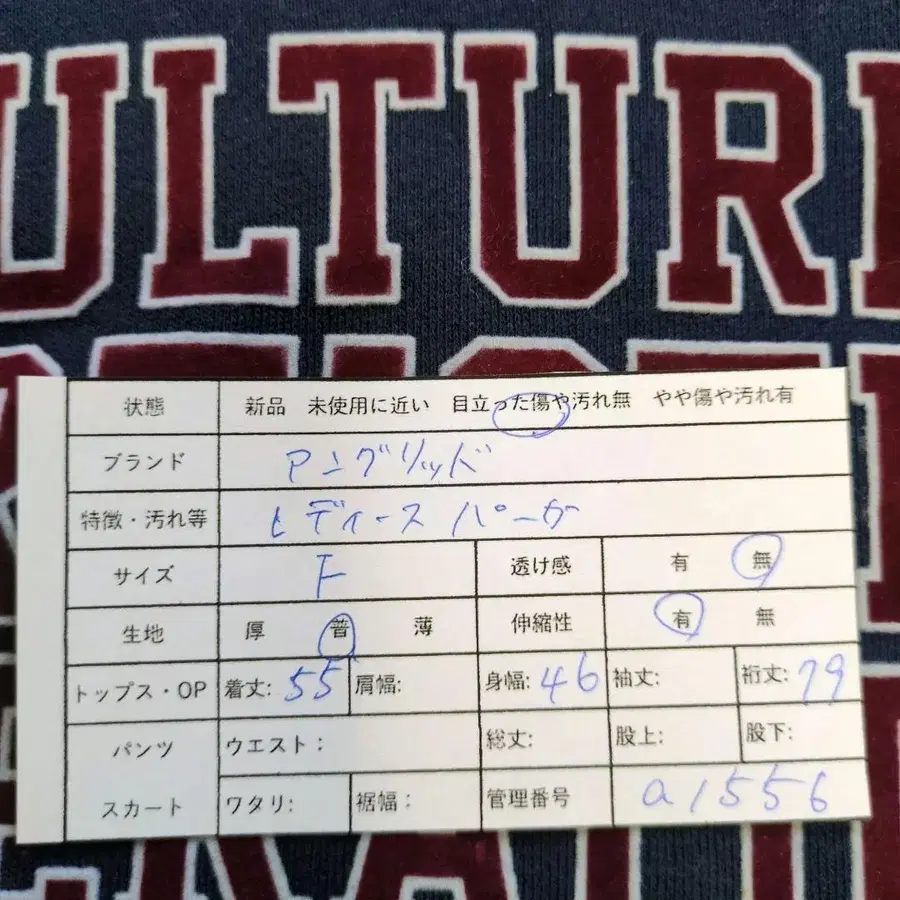 ULTURE
状態 新品 未使用に近い 目立った傷や汚れ無 やや傷や汚れ有
ブランド アングリッド
特徴・汚れ等 レディース パーカ
サイズ F 透け感 有 無
生地 厚 普 薄 伸縮性 有 無
トップス・OP 着丈: 55 肩幅: 身幅: 46 袖丈: 裄丈: 79
パンツ ウエスト: 総丈: 股上: 股下:
スカート ワタリ: 裾幅: 管理番号 a1556